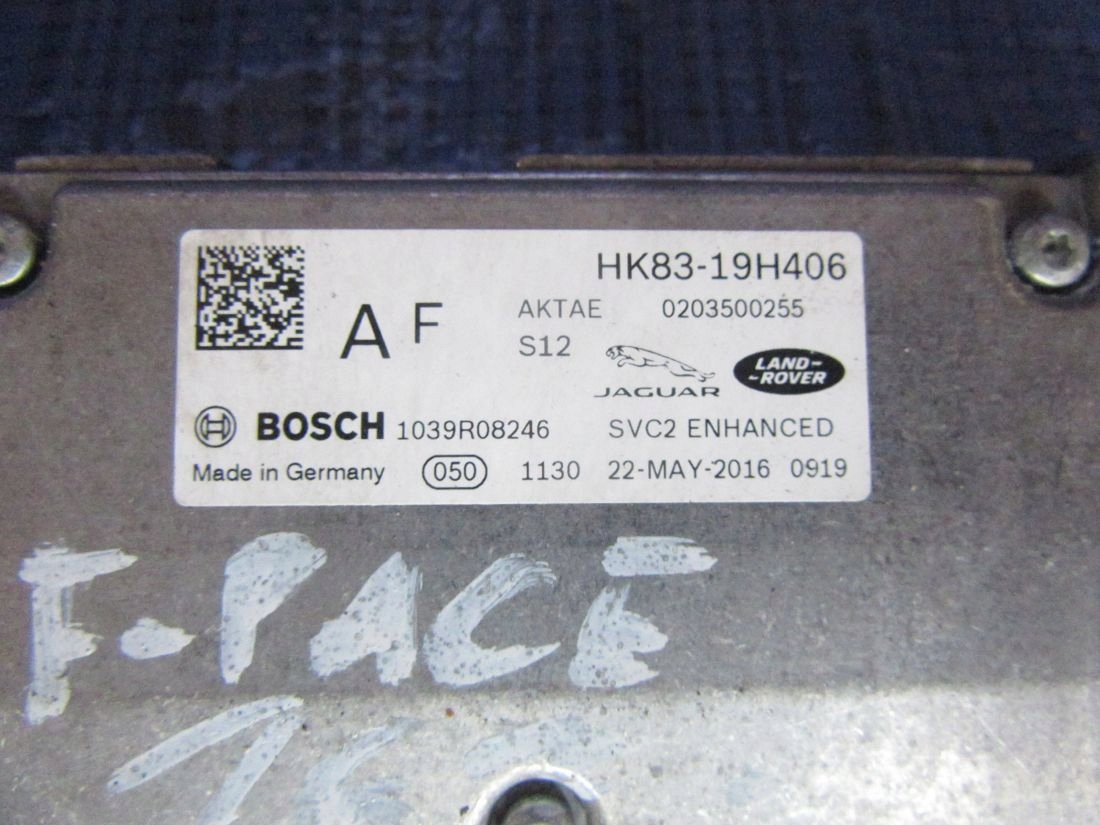 HK83-19H406
A F
AKTAE 0203500255
S12
JAGUAR
LAND-
-ROVER
BOSCH 1039R08246 SVC2 ENHANCED
Made in Germany 050 1130 22-MAY-2016 0919
F-PACE